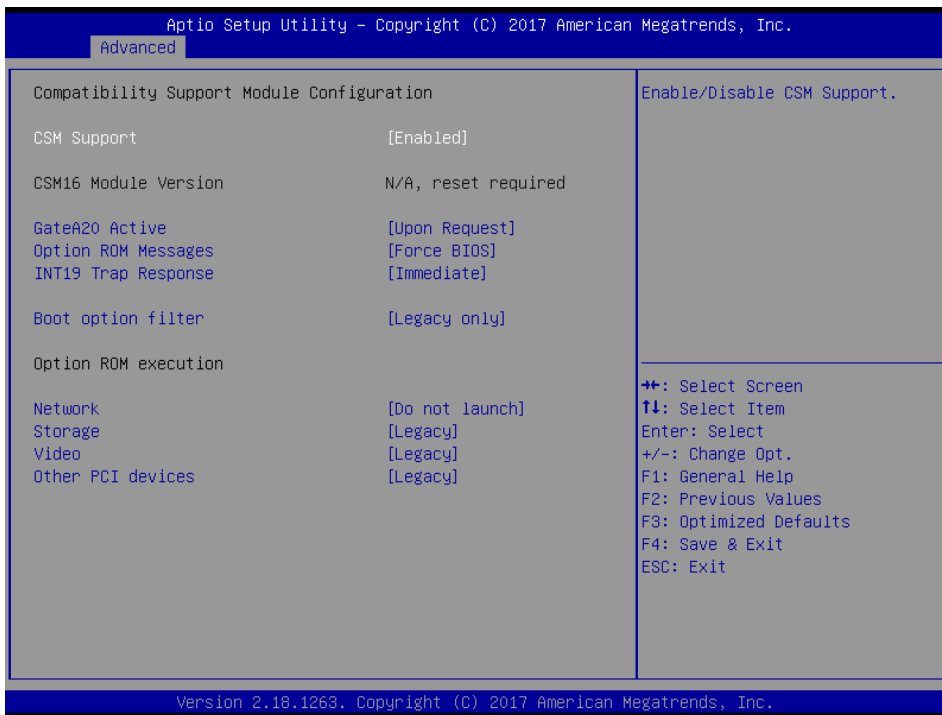 Aptio Setup Utility – Copyright (C) 2017 American Megatrends, Inc.
Advanced
Compatibility Support Module Configuration
CSM Support [Enabled]
CSM16 Module Version N/A, reset required
GateA20 Active [Upon Request]
Option ROM Messages [Force BIOS]
INT19 Trap Response [Immediate]
Boot option filter [Legacy only]
Option ROM execution
Network [Do not launch]
Storage [Legacy]
Video [Legacy]
Other PCI devices [Legacy]
Enable/Disable CSM Support.
→←: Select Screen
↑↓: Select Item
Enter: Select
+/-: Change Opt.
F1: General Help
F2: Previous Values
F3: Optimized Defaults
F4: Save & Exit
ESC: Exit
Version 2.18.1263. Copyright (C) 2017 American Megatrends, Inc.